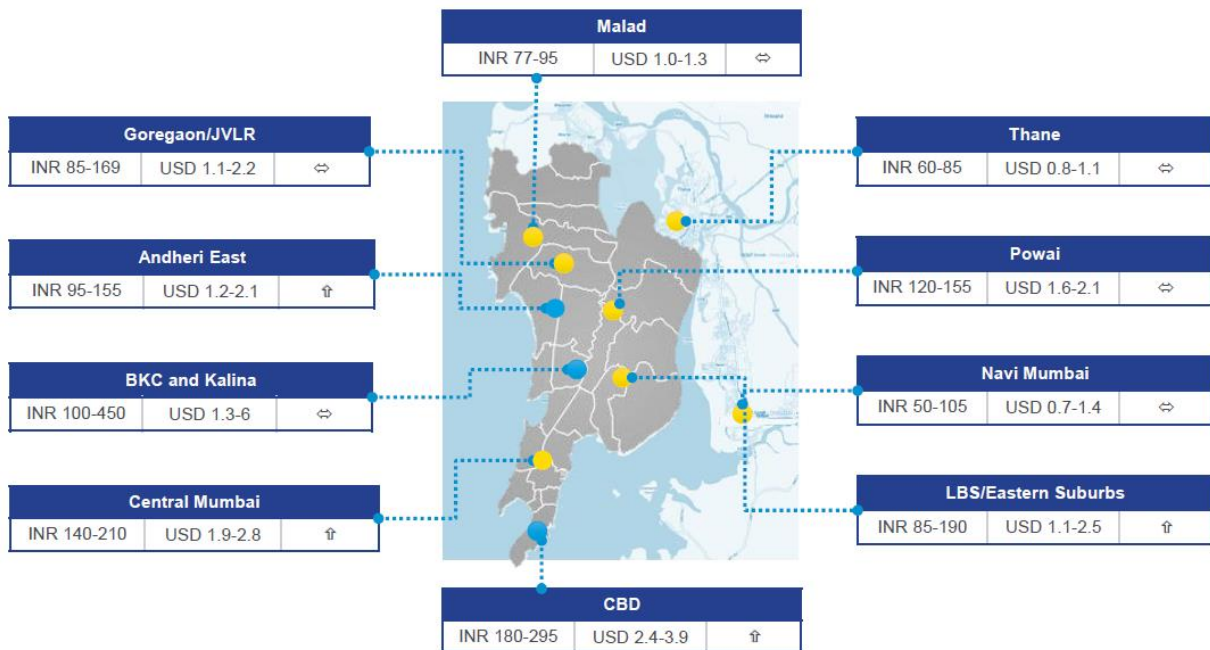 Malad
INR 77-95 USD 1.0-1.3 ⇔
Goregaon/JVLR
INR 85-169 USD 1.1-2.2 ⇔
Thane
INR 60-85 USD 0.8-1.1 ⇔
Andheri East
INR 95-155 USD 1.2-2.1 ⇑
Powai
INR 120-155 USD 1.6-2.1 ⇔
BKC and Kalina
INR 100-450 USD 1.3-6 ⇔
Navi Mumbai
INR 50-105 USD 0.7-1.4 ⇔
Central Mumbai
INR 140-210 USD 1.9-2.8 ⇑
LBS/Eastern Suburbs
INR 85-190 USD 1.1-2.5 ⇑
CBD
INR 180-295 USD 2.4-3.9 ⇑